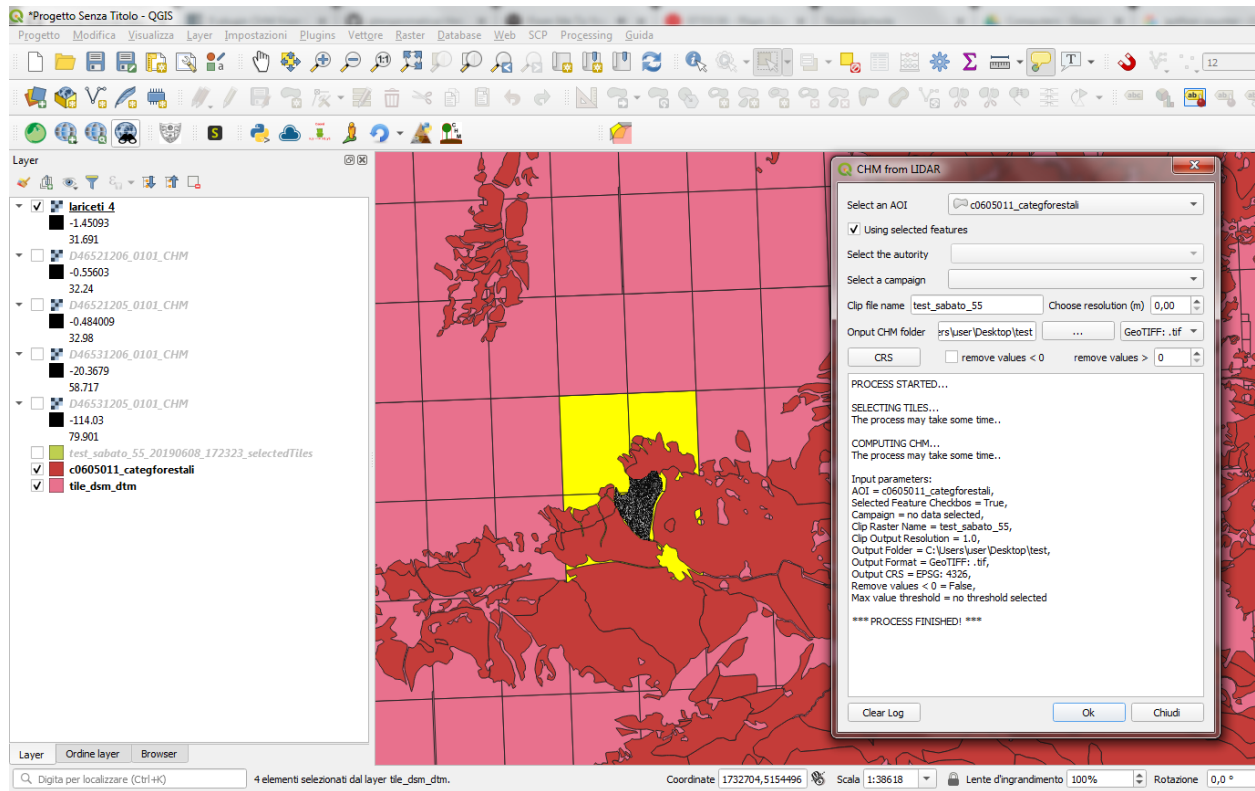 *Progetto Senza Titolo - QGIS
Progetto Modifica Visualizza Layer Impostazioni Plugins Vettore Raster Database Web SCP Processing Guida
12
Layer
lariceti_4
-1.45093
31.691
D46521206_0101_CHM
-0.55603
32.24
D46521205_0101_CHM
-0.484009
32.98
D46531206_0101_CHM
-20.3679
58.717
D46531205_0101_CHM
-114.03
79.901
test_sabato_55_20190608_172323_selectedTiles
c0605011_categforestali
tile_dsm_dtm
CHM from LIDAR
Select an AOI c0605011_categforestali
Using selected features
Select the autority
Select a campaign
Clip file name test_sabato_55 Choose resolution (m) 0,00
Onput CHM folder ers\user\Desktop\test ... GeoTIFF: .tif
CRS remove values < 0 remove values > 0
PROCESS STARTED...
SELECTING TILES...
The process may take some time..
COMPUTING CHM...
The process may take some time..
Input parameters:
AOI = c0605011_categforestali,
Selected Feature Checkbos = True,
Campaign = no data selected,
Clip Raster Name = test_sabato_55,
Clip Output Resolution = 1.0,
Output Folder = C:\Users\user\Desktop\test,
Output Format = GeoTIFF: .tif,
Output CRS = EPSG: 4326,
Remove values < 0 = False,
Max value threshold = no threshold selected
*** PROCESS FINISHED! ***
Clear Log Ok Chiudi
Layer Ordine layer Browser
Digita per localizzare (Ctrl+K) 4 elementi selezionati dal layer tile_dsm_dtm. Coordinate 1732704,5154496 Scala 1:38618 Lente d'ingrandimento 100% Rotazione 0,0 °